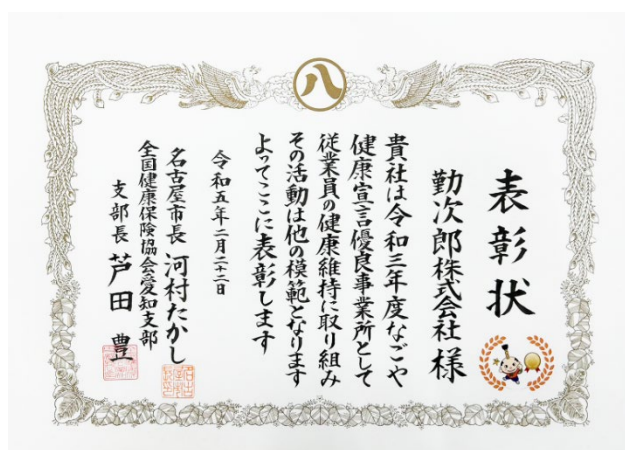 八
表彰状
勤次郎株式会社 様
貴社は令和三年度なごや
健康宣言優良事業所として
従業員の健康維持に取り組み
その活動は他の模範となります
よってここに表彰します
令和五年二月二十二日
名古屋市長 河村たかし
全国健康保険協会愛知支部
支部長 芦田 豊